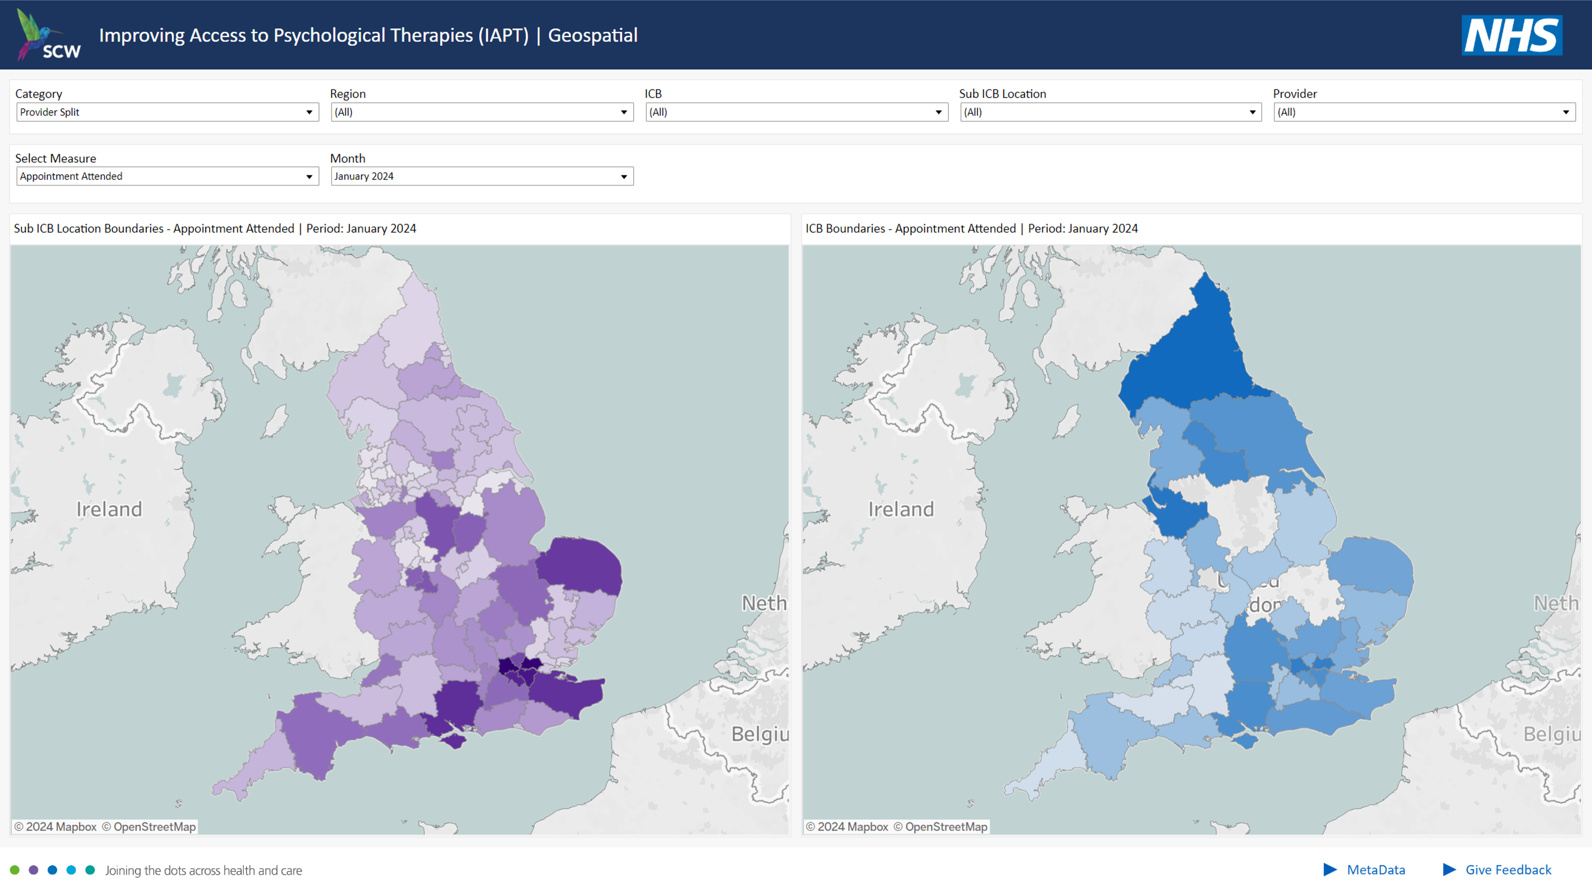 SCW
Improving Access to Psychological Therapies (IAPT) | Geospatial
NHS
Category
Region
ICB
Sub ICB Location
Provider
Provider Split
(All)
(All)
(All)
(All)
Select Measure
Month
Appointment Attended
January 2024
Sub ICB Location Boundaries - Appointment Attended | Period: January 2024
ICB Boundaries - Appointment Attended | Period: January 2024
Ireland
Neth
Belgiu
© 2024 Mapbox © OpenStreetMap
Ireland
Neth
Belgiu
© 2024 Mapbox © OpenStreetMap
Joining the dots across health and care
MetaData
Give Feedback